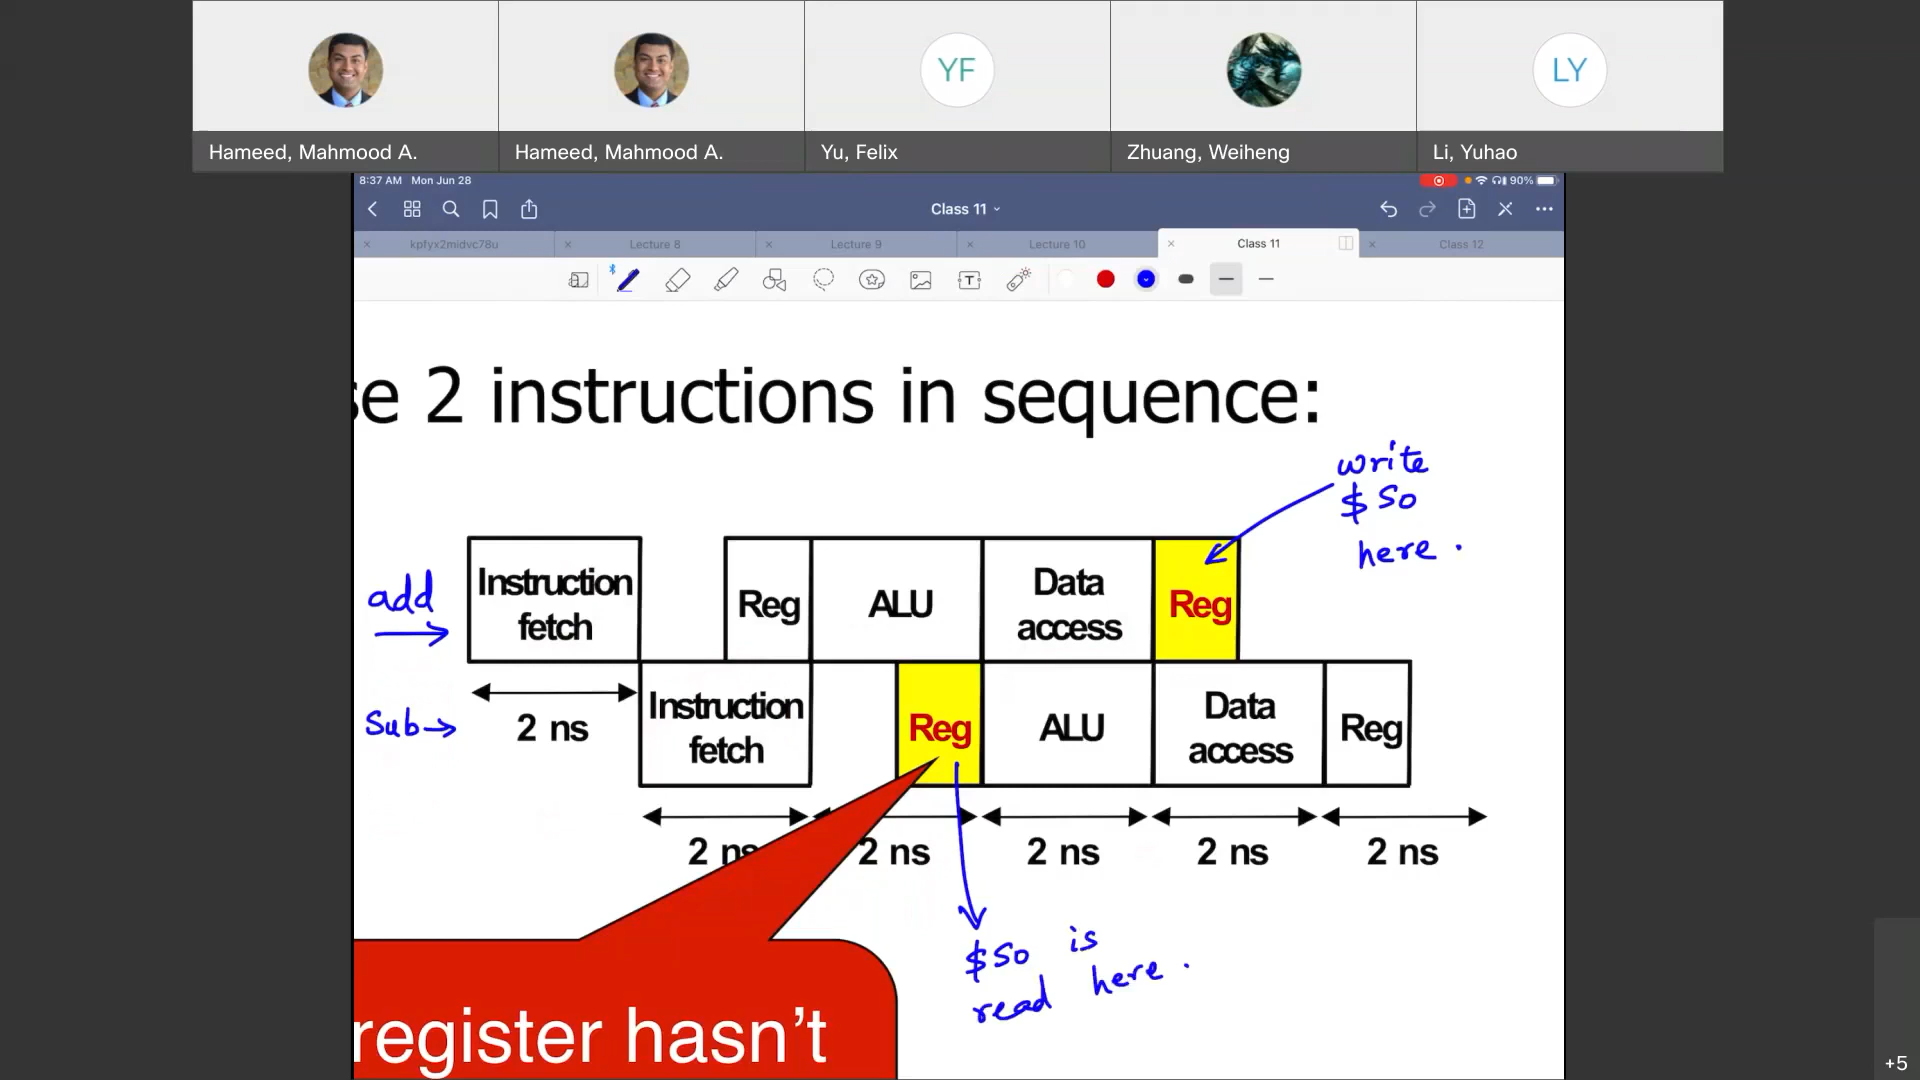 YF
LY
Hameed, Mahmood A.
Hameed, Mahmood A.
Yu, Felix
Zhuang, Weiheng
Li, Yuhao
8:37 AM Mon Jun 28
90%
Class 11
kpfyx2midvc78u
Lecture 8
Lecture 9
Lecture 10
Class 11
Class 12
se 2 instructions in sequence:
write
$S0
here.
add
Instruction
fetch
Reg
ALU
Data
access
Reg
Sub
2 ns
Instruction
fetch
Reg
ALU
Data
access
Reg
2 ns
2 ns
2 ns
2 ns
2 ns
$S0 is
read here.
register hasn’t
+5